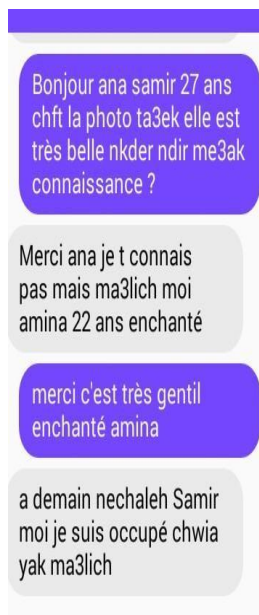 Bonjour ana samir 27 ans
chft la photo ta3ek elle est
très belle nkder ndir me3ak
connaissance ?
Merci ana je t connais
pas mais ma3lich moi
amina 22 ans enchanté
merci c'est très gentil
enchanté amina
a demain nechaleh Samir
moi je suis occupé chwia
yak ma3lich